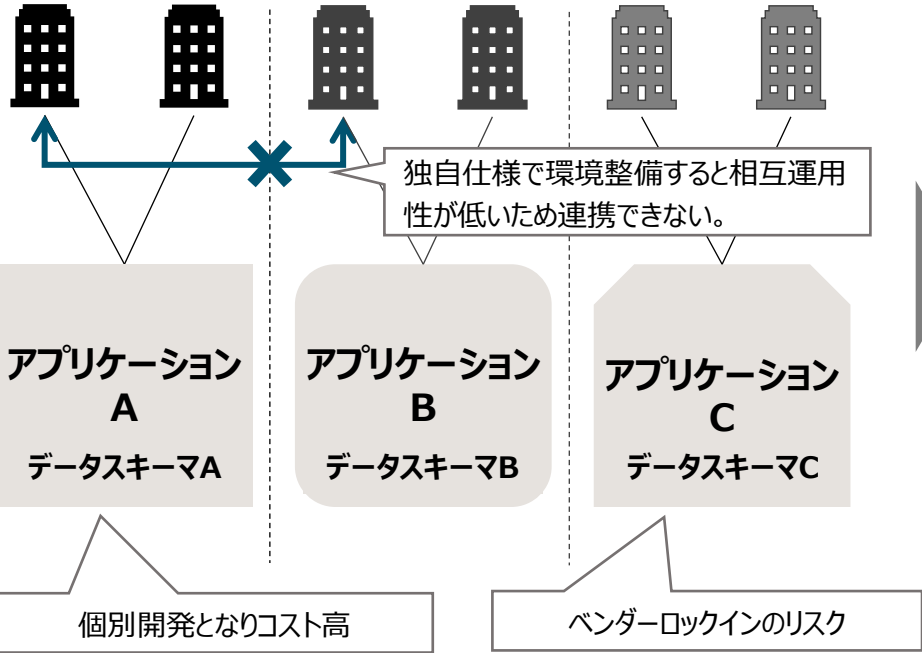 独自仕様で環境整備すると相互運用
性が低いため連携できない。
アプリケーション
A
データスキーマA
アプリケーション
B
データスキーマB
アプリケーション
C
データスキーマC
個別開発となりコスト高
ベンダーロックインのリスク